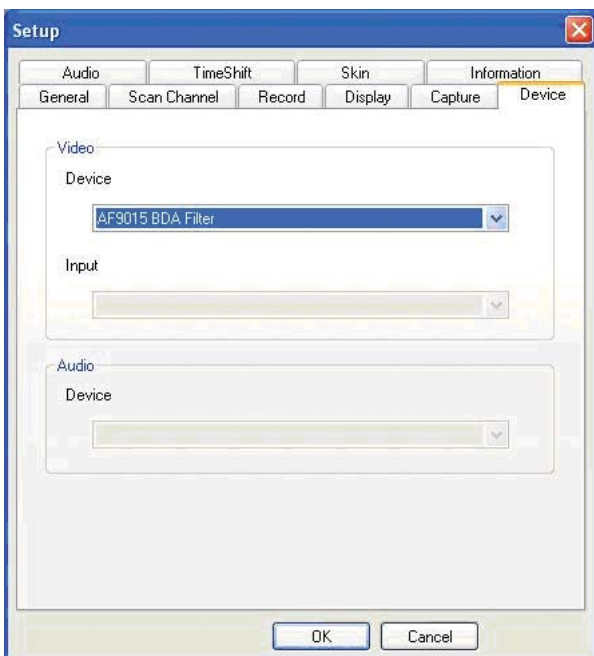 Setup
Audio TimeShift Skin Information
General Scan Channel Record Display Capture Device
Video
Device
AF9015 BDA Filter
Input
Audio
Device
OK Cancel